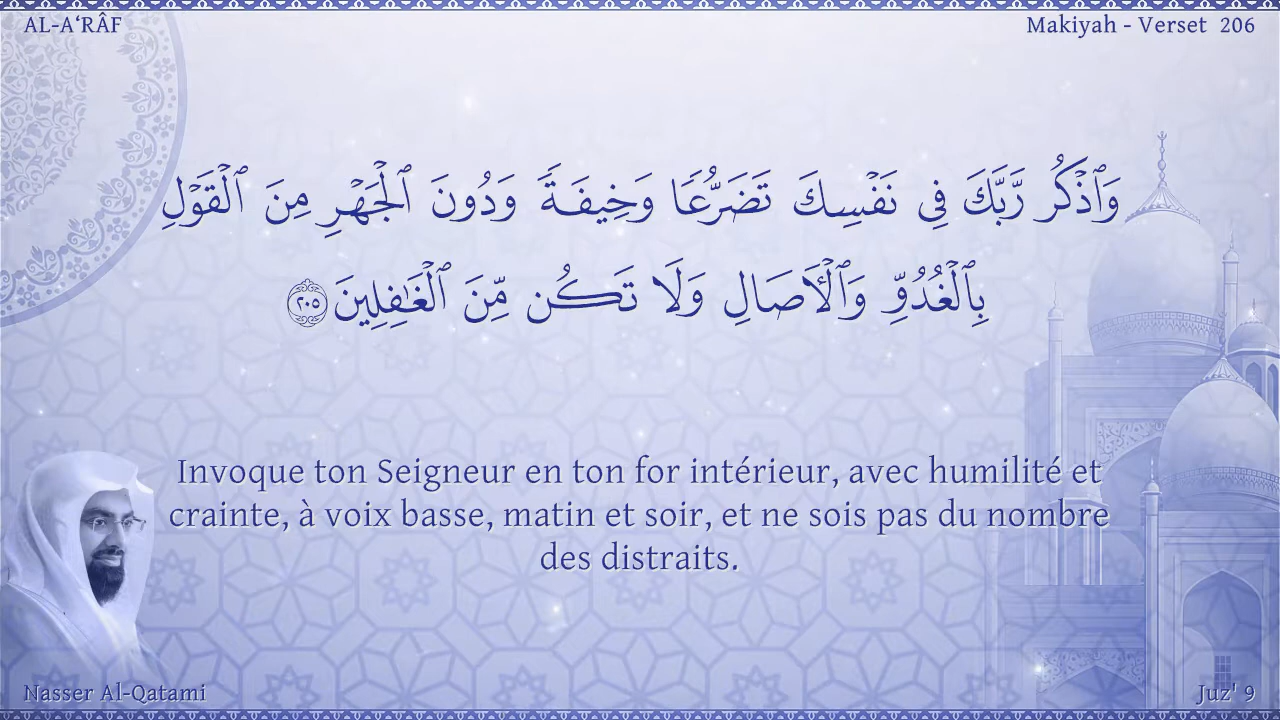 AL-A‘RÂF
Makiyah - Verset 206
وَٱذۡكُر رَّبَّكَ فِي نَفۡسِكَ تَضَرُّعٗا وَخِيفَةٗ وَدُونَ ٱلۡجَهۡرِ مِنَ ٱلۡقَوۡلِ
بِٱلۡغُدُوِّ وَٱلۡأٓصَالِ وَلَا تَكُن مِّنَ ٱلۡغَٰفِلِينَ ٢٠٥
Invoque ton Seigneur en ton for intérieur, avec humilité et
crainte, à voix basse, matin et soir, et ne sois pas du nombre
des distraits.
Nasser Al-Qatami
Juz' 9